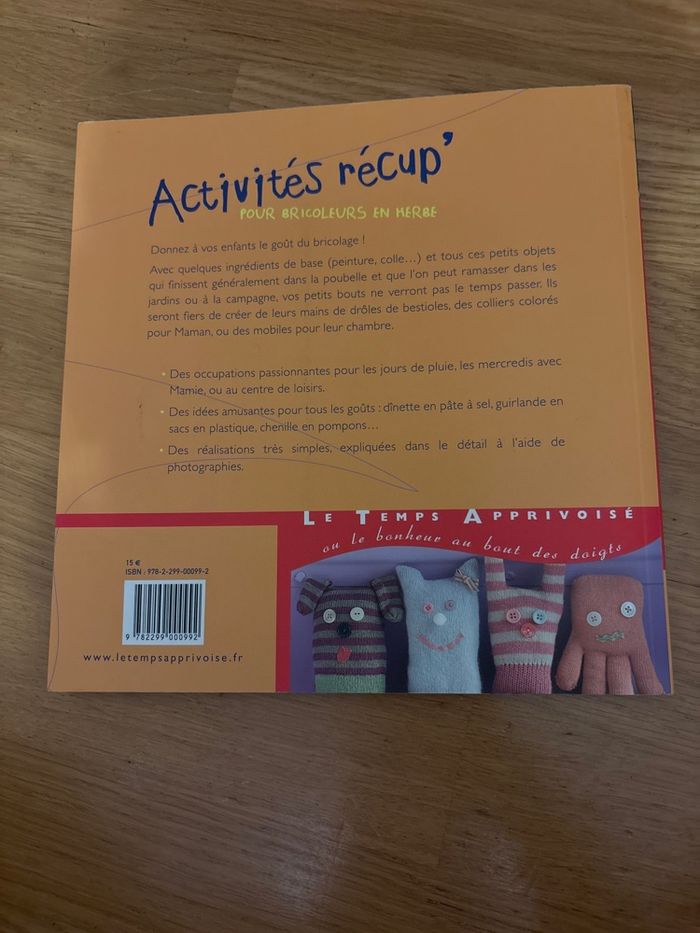 Activités récup'
POUR BRICOLEURS EN HERBE
Donnez à vos enfants le goût du bricolage !
Avec quelques ingrédients de base (peinture, colle…) et tous ces petits objets
qui finissent généralement dans la poubelle et que l'on peut ramasser dans les
jardins ou à la campagne, vos petits bouts ne verront pas le temps passer. Ils
seront fiers de créer de leurs mains de drôles de bestioles, des colliers colorés
pour Maman, ou des mobiles pour leur chambre.
• Des occupations passionnantes pour les jours de pluie, les mercredis avec
Mamie, ou au centre de loisirs.
• Des idées amusantes pour tous les goûts : dînette en pâte à sel, guirlande en
sacs en plastique, chenille en pompons…
• Des réalisations très simples, expliquées dans le détail à l'aide de
photographies.
LE TEMPS APPRIVOISÉ
ou le bonheur au bout des doigts
15 €
ISBN : 978-2-299-00099-2
9 782299 000992
www.letempsapprivoise.fr